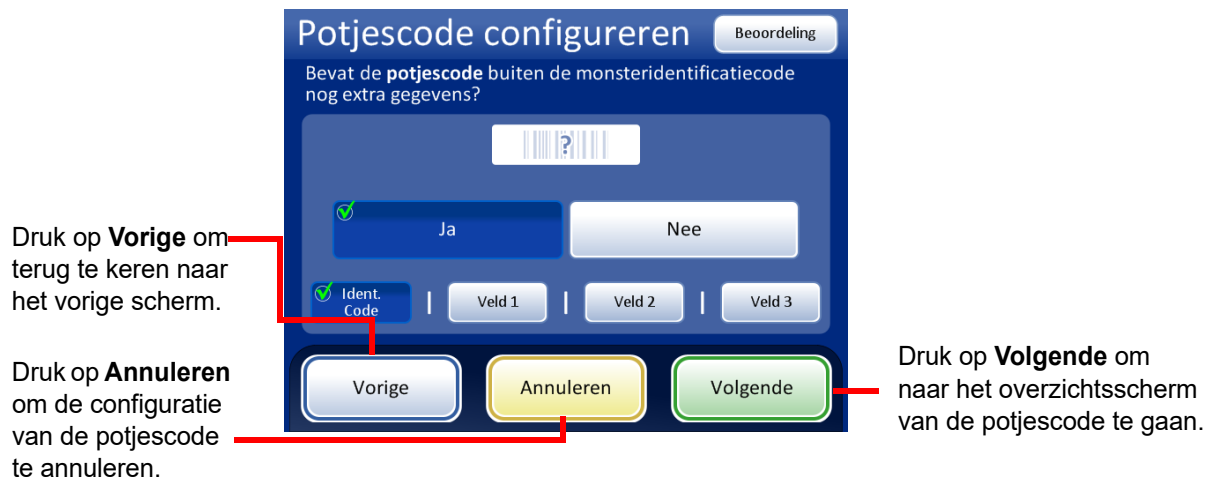 Potjescode configureren
Beoordeling
Bevat de potjescode buiten de monsteridentificatiecode
nog extra gegevens?
?
Ja
Nee
Ident.
Code
|
Veld 1
|
Veld 2
|
Veld 3
Vorige
Annuleren
Volgende
Druk op Vorige om
terug te keren naar
het vorige scherm.
Druk op Annuleren
om de configuratie
van de potjescode
te annuleren.
Druk op Volgende om
naar het overzichtsscherm
van de potjescode te gaan.